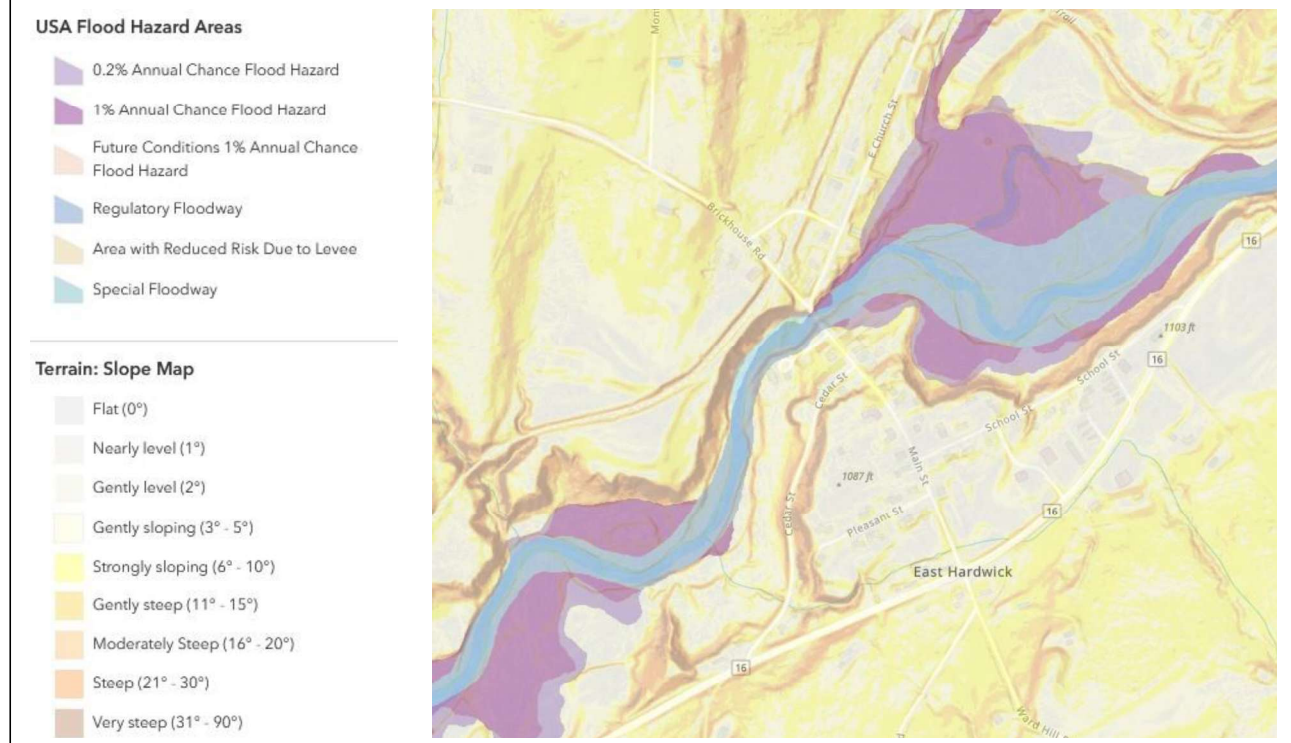 USA Flood Hazard Areas
0.2% Annual Chance Flood Hazard
1% Annual Chance Flood Hazard
Future Conditions 1% Annual Chance
Flood Hazard
Regulatory Floodway
Area with Reduced Risk Due to Levee
Special Floodway
Terrain: Slope Map
Flat (0°)
Nearly level (1°)
Gently level (2°)
Gently sloping (3° - 5°)
Strongly sloping (6° - 10°)
Gently steep (11° - 15°)
Moderately Steep (16° - 20°)
Steep (21° - 30°)
Very steep (31° - 90°)
Trail
E Church St
Brickhouse Rd
16
1103 ft
16
School St
Cedar St
School St
Main St
1087 ft
Cedar St
Pleasant St
16
East Hardwick
16
Ward Hill